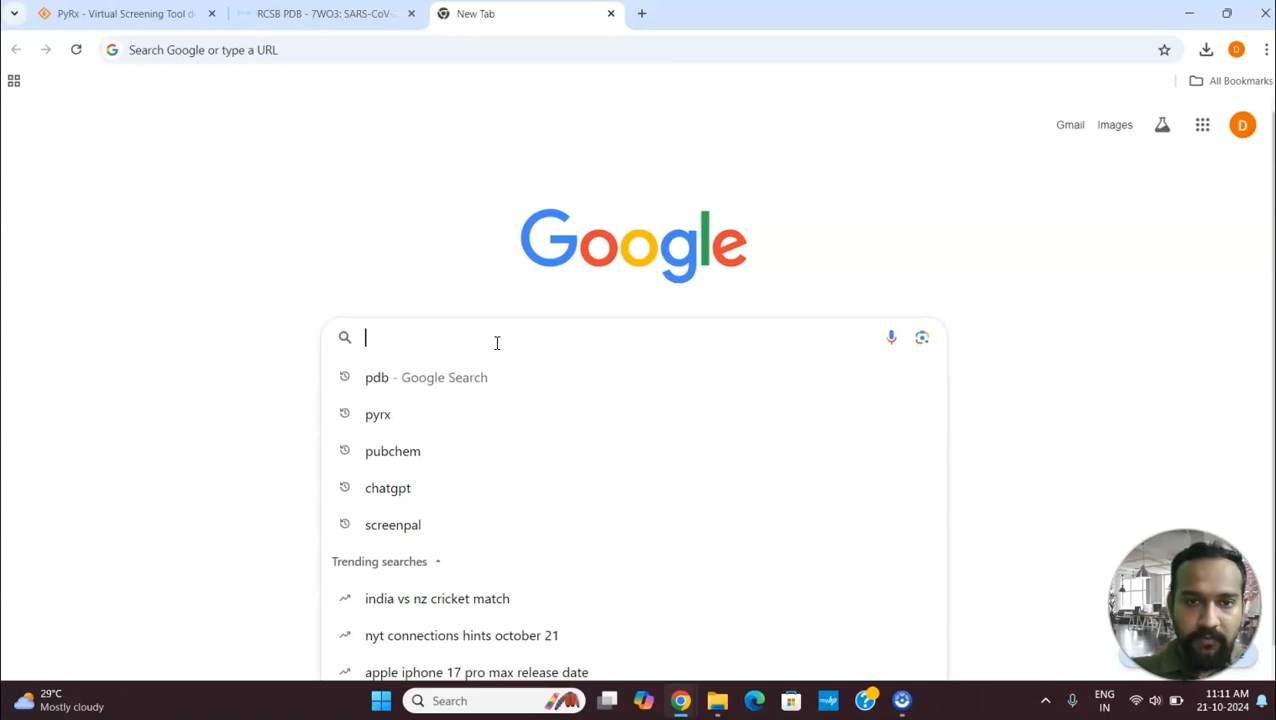 PyRx - Virtual Screening Tool d
RCSB PDB - 7WO3: SARS-CoV-
New Tab
Search Google or type a URL
D
All Bookmarks
Gmail
Images
D
Google
pdb - Google Search
pyrx
pubchem
chatgpt
screenpal
Trending searches
india vs nz cricket match
nyt connections hints october 21
apple iphone 17 pro max release date
29°C
Mostly cloudy
Search
ENG
IN
11:11 AM
21-10-2024